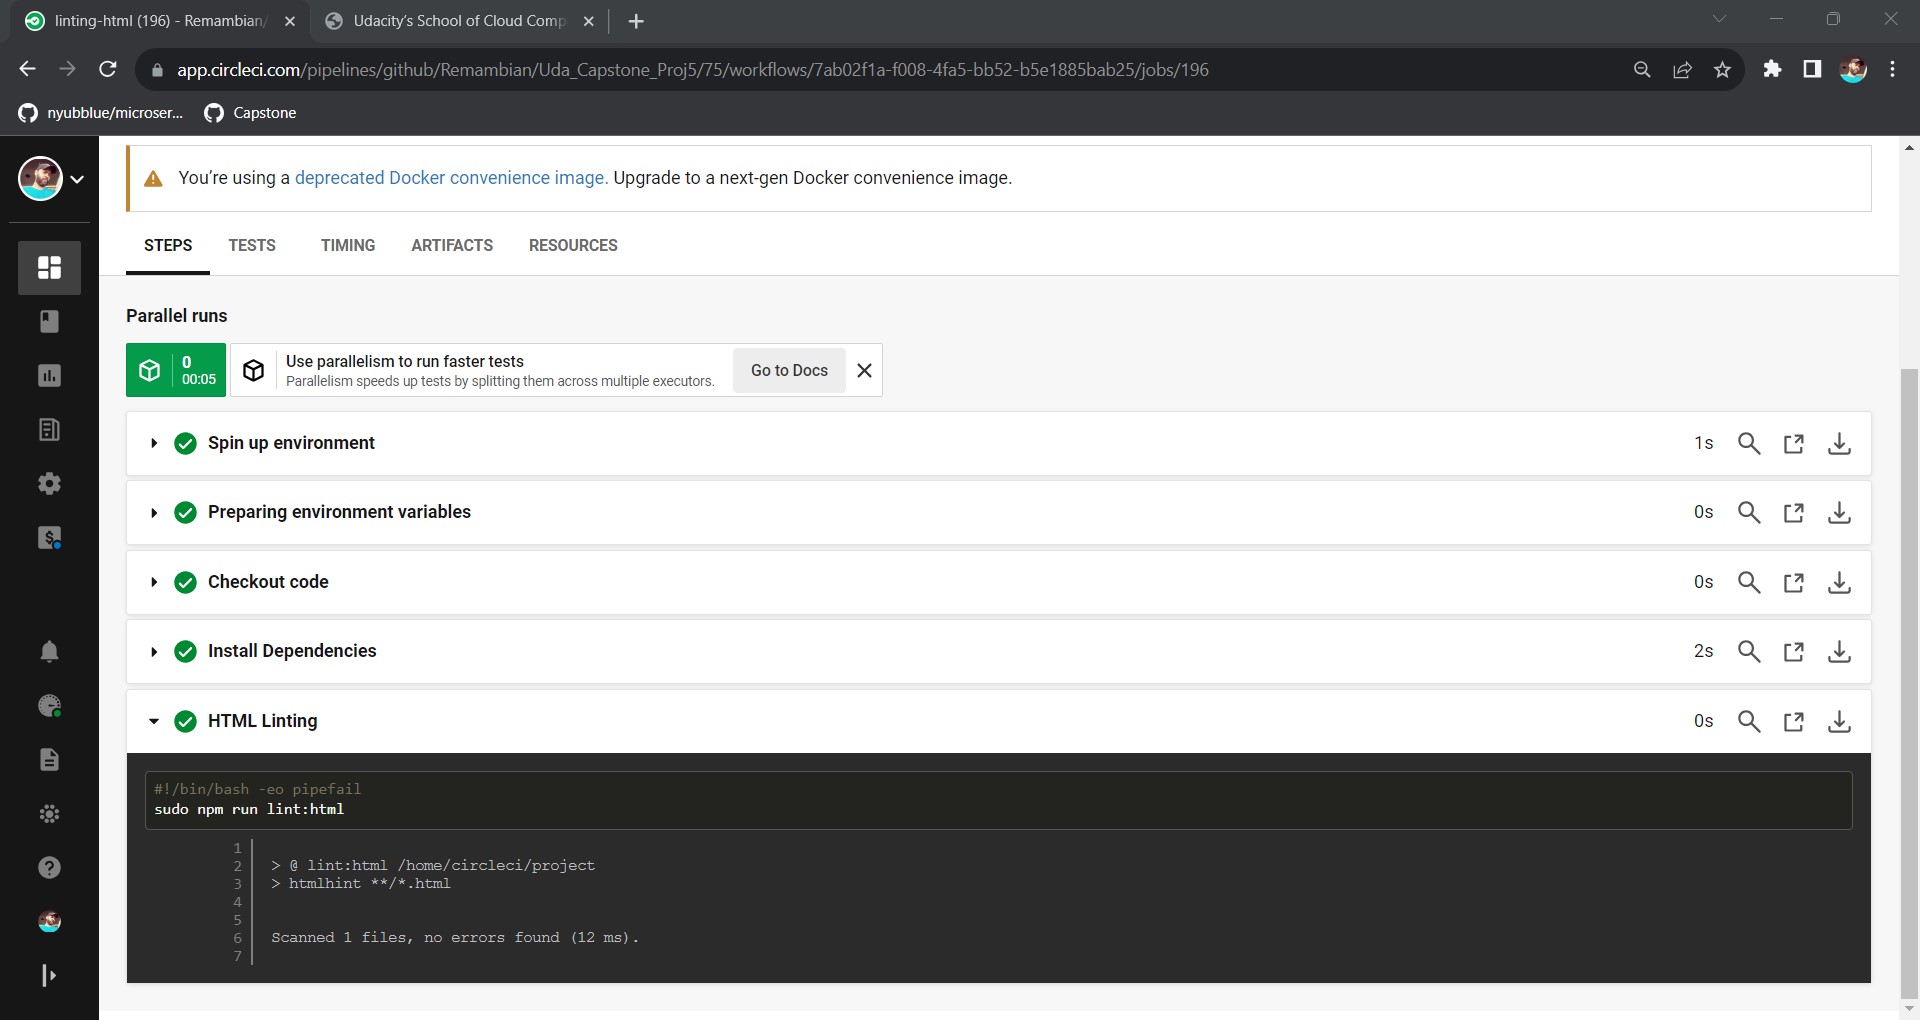 linting-html (196) - Remambian/
Udacity's School of Cloud Comp
app.circleci.com/pipelines/github/Remambian/Uda_Capstone_Proj5/75/workflows/7ab02f1a-f008-4fa5-bb52-b5e1885bab25/jobs/196
nyubblue/microser...
Capstone
You're using a deprecated Docker convenience image. Upgrade to a next-gen Docker convenience image.
STEPS TESTS TIMING ARTIFACTS RESOURCES
Parallel runs
0
00:05
Use parallelism to run faster tests
Parallelism speeds up tests by splitting them across multiple executors.
Go to Docs
Spin up environment 1s
Preparing environment variables 0s
Checkout code 0s
Install Dependencies 2s
HTML Linting 0s
#!/bin/bash -eo pipefail
sudo npm run lint:html
1
2 > @ lint:html /home/circleci/project
3 > htmlhint **/*.html
4
5
6 Scanned 1 files, no errors found (12 ms).
7